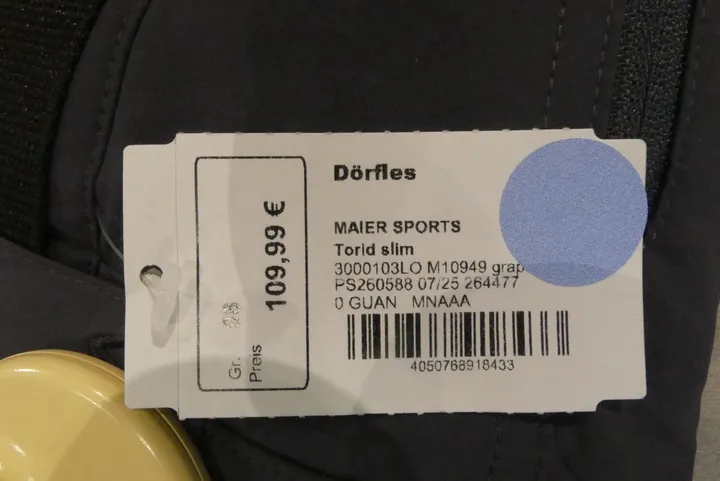 Dörfles
MAIER SPORTS
Torid slim
3000103LO M10949 grap
PS260588 07/25 264477
0 GUAN MNAAA
4050768918433
Gr. 98
Preis 109,99 €